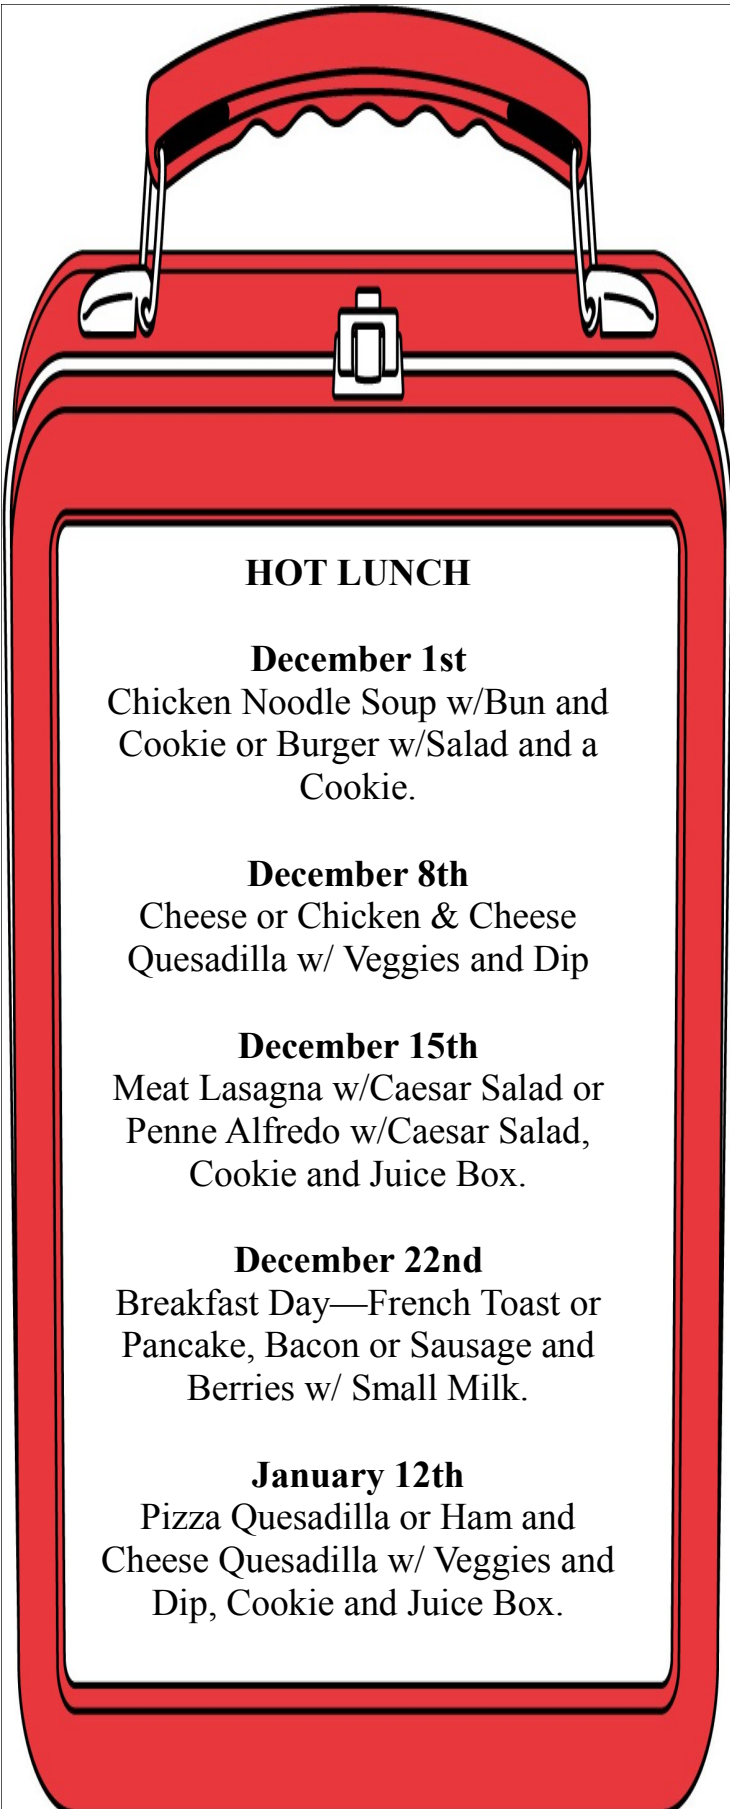 HOT LUNCH
December 1st
Chicken Noodle Soup w/Bun and
Cookie or Burger w/Salad and a
Cookie.
December 8th
Cheese or Chicken & Cheese
Quesadilla w/ Veggies and Dip
December 15th
Meat Lasagna w/Caesar Salad or
Penne Alfredo w/Caesar Salad,
Cookie and Juice Box.
December 22nd
Breakfast Day—French Toast or
Pancake, Bacon or Sausage and
Berries w/ Small Milk.
January 12th
Pizza Quesadilla or Ham and
Cheese Quesadilla w/ Veggies and
Dip, Cookie and Juice Box.